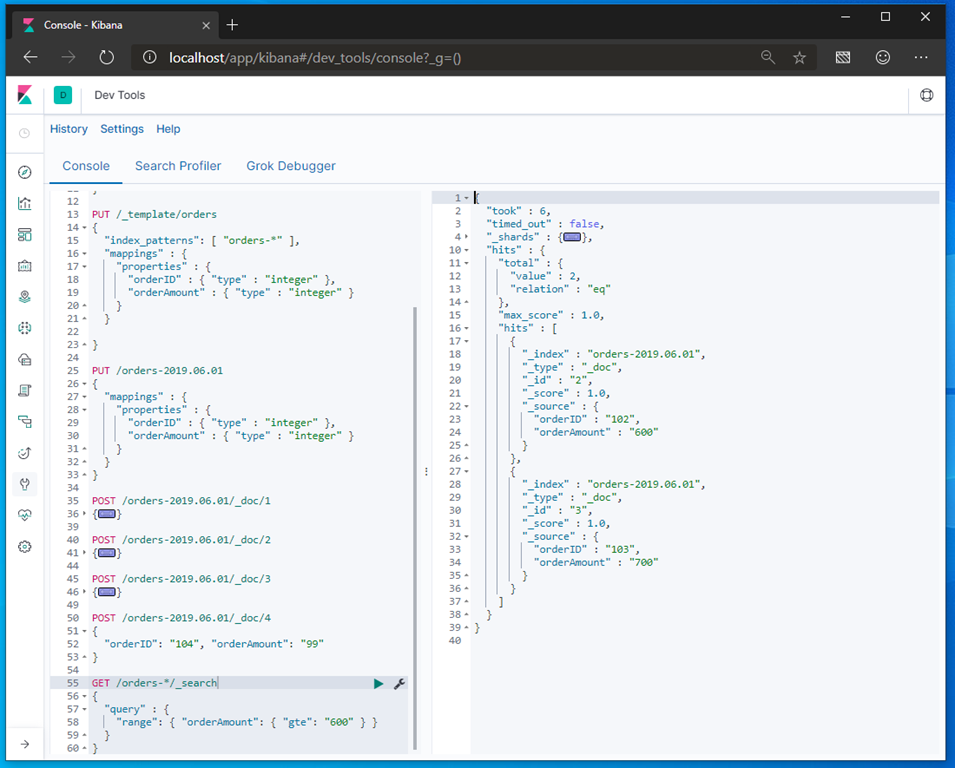 Console - Kibana
localhost/app/kibana#/dev_tools/console?_g=()
D
Dev Tools
History Settings Help
Console Search Profiler Grok Debugger
12
13 PUT /_template/orders
14 {
15 "index_patterns": [ "orders-*" ],
16 "mappings" : {
17 "properties" : {
18 "orderID" : { "type" : "integer" },
19 "orderAmount" : { "type" : "integer" }
20 }
21 }
22
23 }
24
25 PUT /orders-2019.06.01
26 {
27 "mappings" : {
28 "properties" : {
29 "orderID" : { "type" : "integer" },
30 "orderAmount" : { "type" : "integer" }
31 }
32 }
33 }
34
35 POST /orders-2019.06.01/_doc/1
36 {}
39
40 POST /orders-2019.06.01/_doc/2
41 {}
44
45 POST /orders-2019.06.01/_doc/3
46 {}
49
50 POST /orders-2019.06.01/_doc/4
51 {
52 "orderID": "104", "orderAmount": "99"
53 }
54
55 GET /orders-*/_search
56 {
57 "query" : {
58 "range": { "orderAmount": { "gte": "600" } }
59 }
60 }
1 {
2 "took" : 6,
3 "timed_out" : false,
4 "_shards" : {},
10 "hits" : {
11 "total" : {
12 "value" : 2,
13 "relation" : "eq"
14 },
15 "max_score" : 1.0,
16 "hits" : [
17 {
18 "_index" : "orders-2019.06.01",
19 "_type" : "_doc",
20 "_id" : "2",
21 "_score" : 1.0,
22 "_source" : {
23 "orderID" : "102",
24 "orderAmount" : "600"
25 }
26 },
27 {
28 "_index" : "orders-2019.06.01",
29 "_type" : "_doc",
30 "_id" : "3",
31 "_score" : 1.0,
32 "_source" : {
33 "orderID" : "103",
34 "orderAmount" : "700"
35 }
36 }
37 ]
38 }
39 }
40